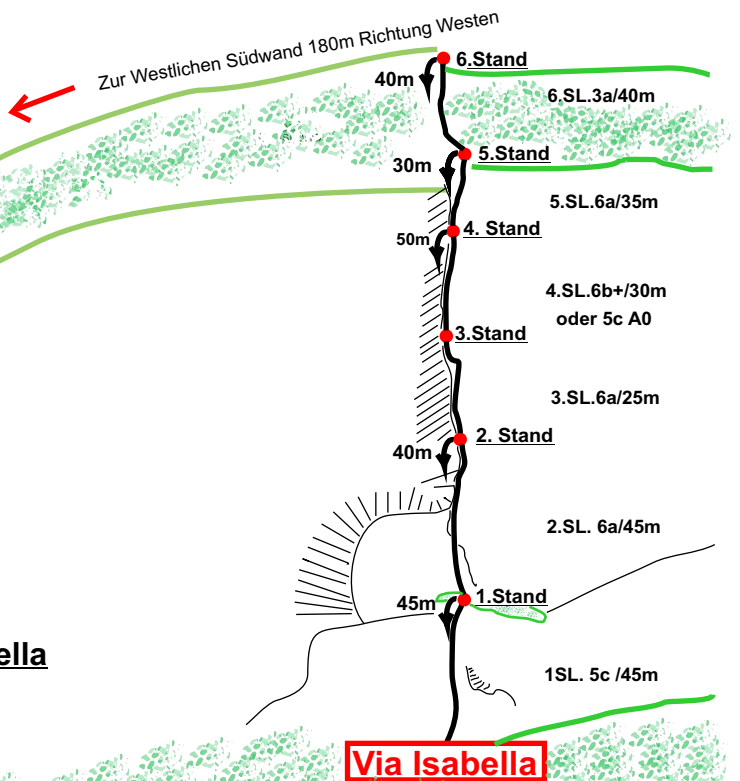 Zur Westlichen Südwand 180m Richtung Westen
6.Stand
40m
6.SL.3a/40m
5.Stand
30m
5.SL.6a/35m
4. Stand
50m
4.SL.6b+/30m
oder 5c A0
3.Stand
3.SL.6a/25m
2. Stand
40m
2.SL. 6a/45m
1.Stand
45m
ella
1SL. 5c /45m
Via Isabella